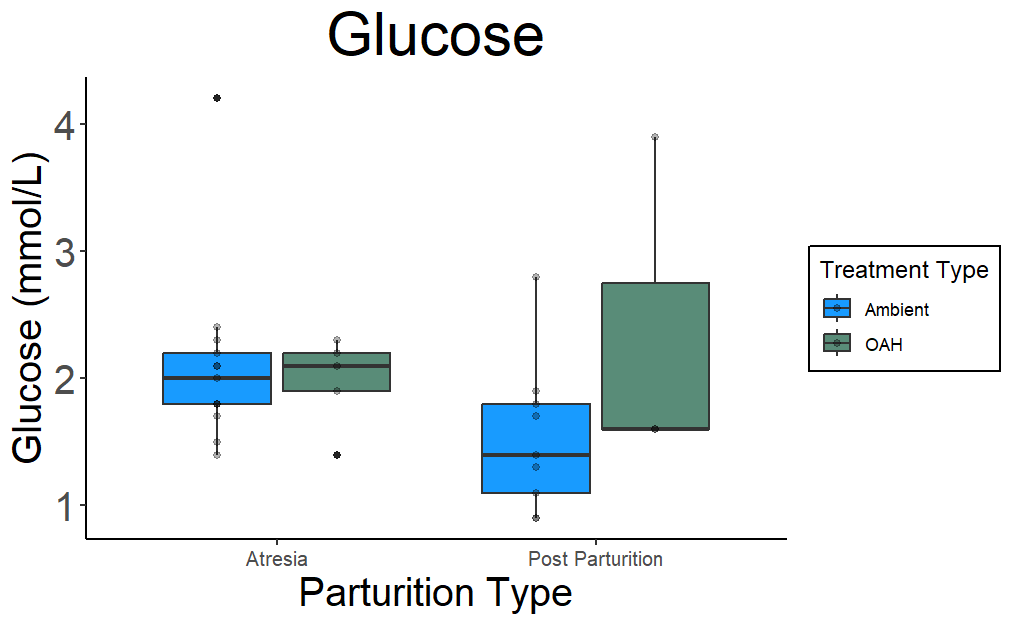 Glucose
Glucose (mmol/L)
4
3
2
1
Atresia
Post Parturition
Parturition Type
Treatment Type
Ambient
OAH